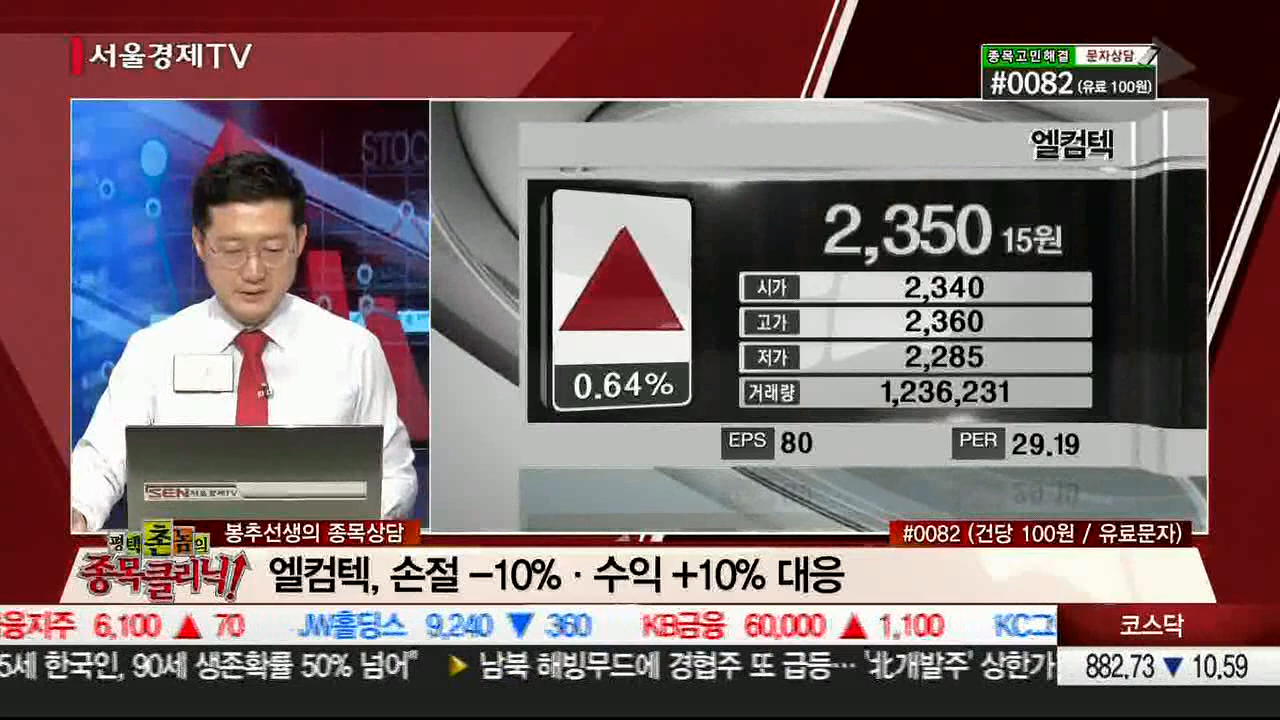 서울경제TV
종목고민해결 문자상담
#0082 (유료 100원)
STOC
엘컴텍
2,350 15원
시가 2,340
고가 2,360
저가 2,285
거래량 1,236,231
0.64%
EPS 80
PER 29.19
SEN서울경제TV
평택촌놈의
종목클리닉!
봉추선생의 종목상담
#0082 (건당 100원 / 유료문자)
엘컴텍, 손절 -10% · 수익 +10% 대응
융지주 6,100 ▲ 70 JW홀딩스 9,240 ▼ 360 KB금융 60,000 ▲ 1,100 KC그
코스닥
5세 한국인, 90세 생존확률 50% 넘어" ▶ 남북 해빙무드에 경협주 또 급등… '北개발주' 상한가
882.73 ▼ 10.59